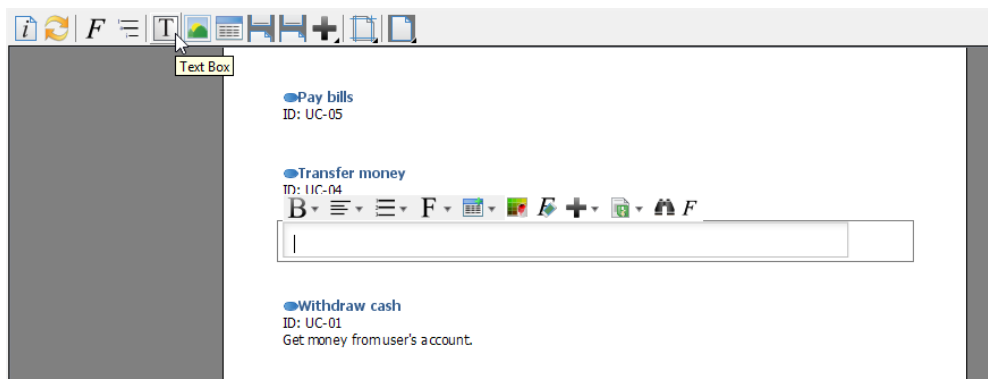 i F T
Text Box
Pay bills
ID: UC-05
Transfer money
ID: UC-04
B F F F
Withdraw cash
ID: UC-01
Get money from user's account.